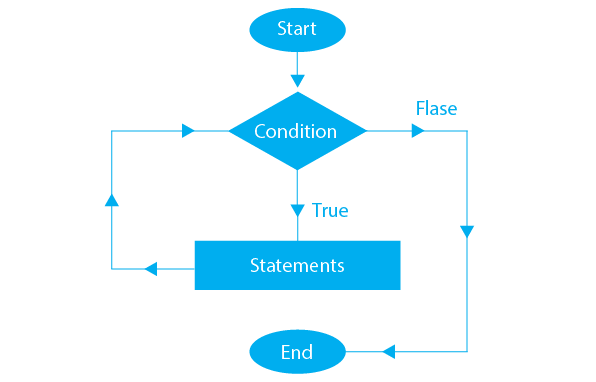 Start
Condition
Flase
True
Statements
End